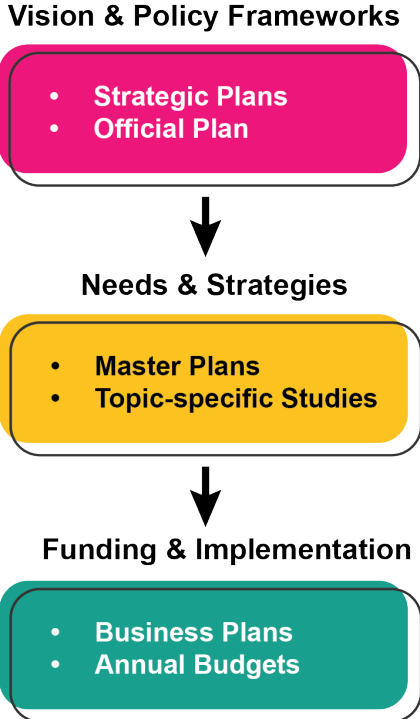 Vision & Policy Frameworks
• Strategic Plans
• Official Plan
Needs & Strategies
• Master Plans
• Topic-specific Studies
Funding & Implementation
• Business Plans
• Annual Budgets